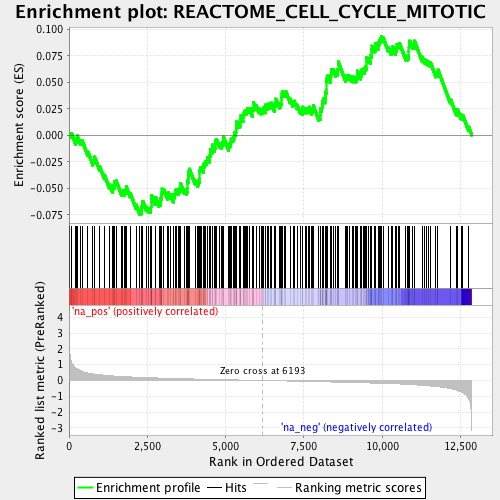 Enrichment plot: REACTOME_CELL_CYCLE_MITOTIC
Enrichment score (ES)
0.100
0.075
0.050
0.025
0.000
-0.025
-0.050
-0.075
'na_pos' (positively correlated)
Ranked list metric (PreRanked)
4
3
2
1
0
-1
-2
-3
Zero cross at 6193
'na_neg' (negatively correlated)
0
2,500
5,000
7,500
10,000
12,500
Rank in Ordered Dataset
Enrichment profile
Hits
Ranking metric scores